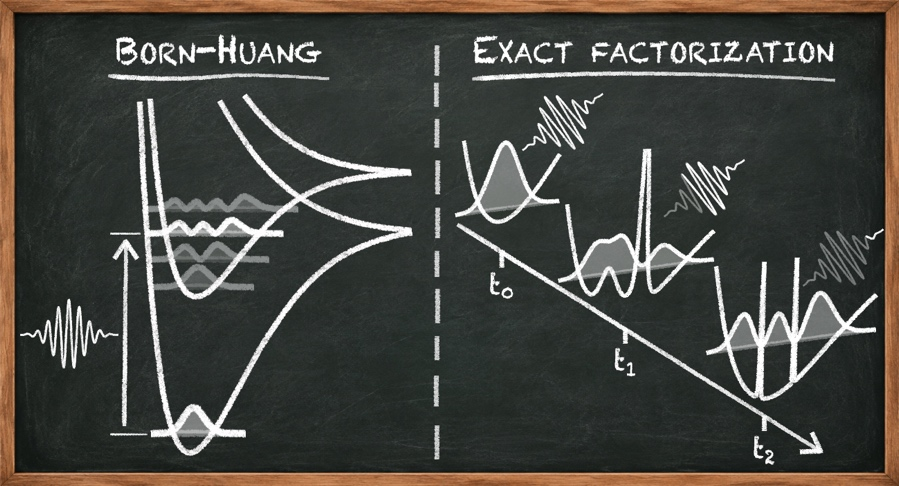 BORN-HUANG
EXACT FACTORIZATION
t₀
t₁
t₂